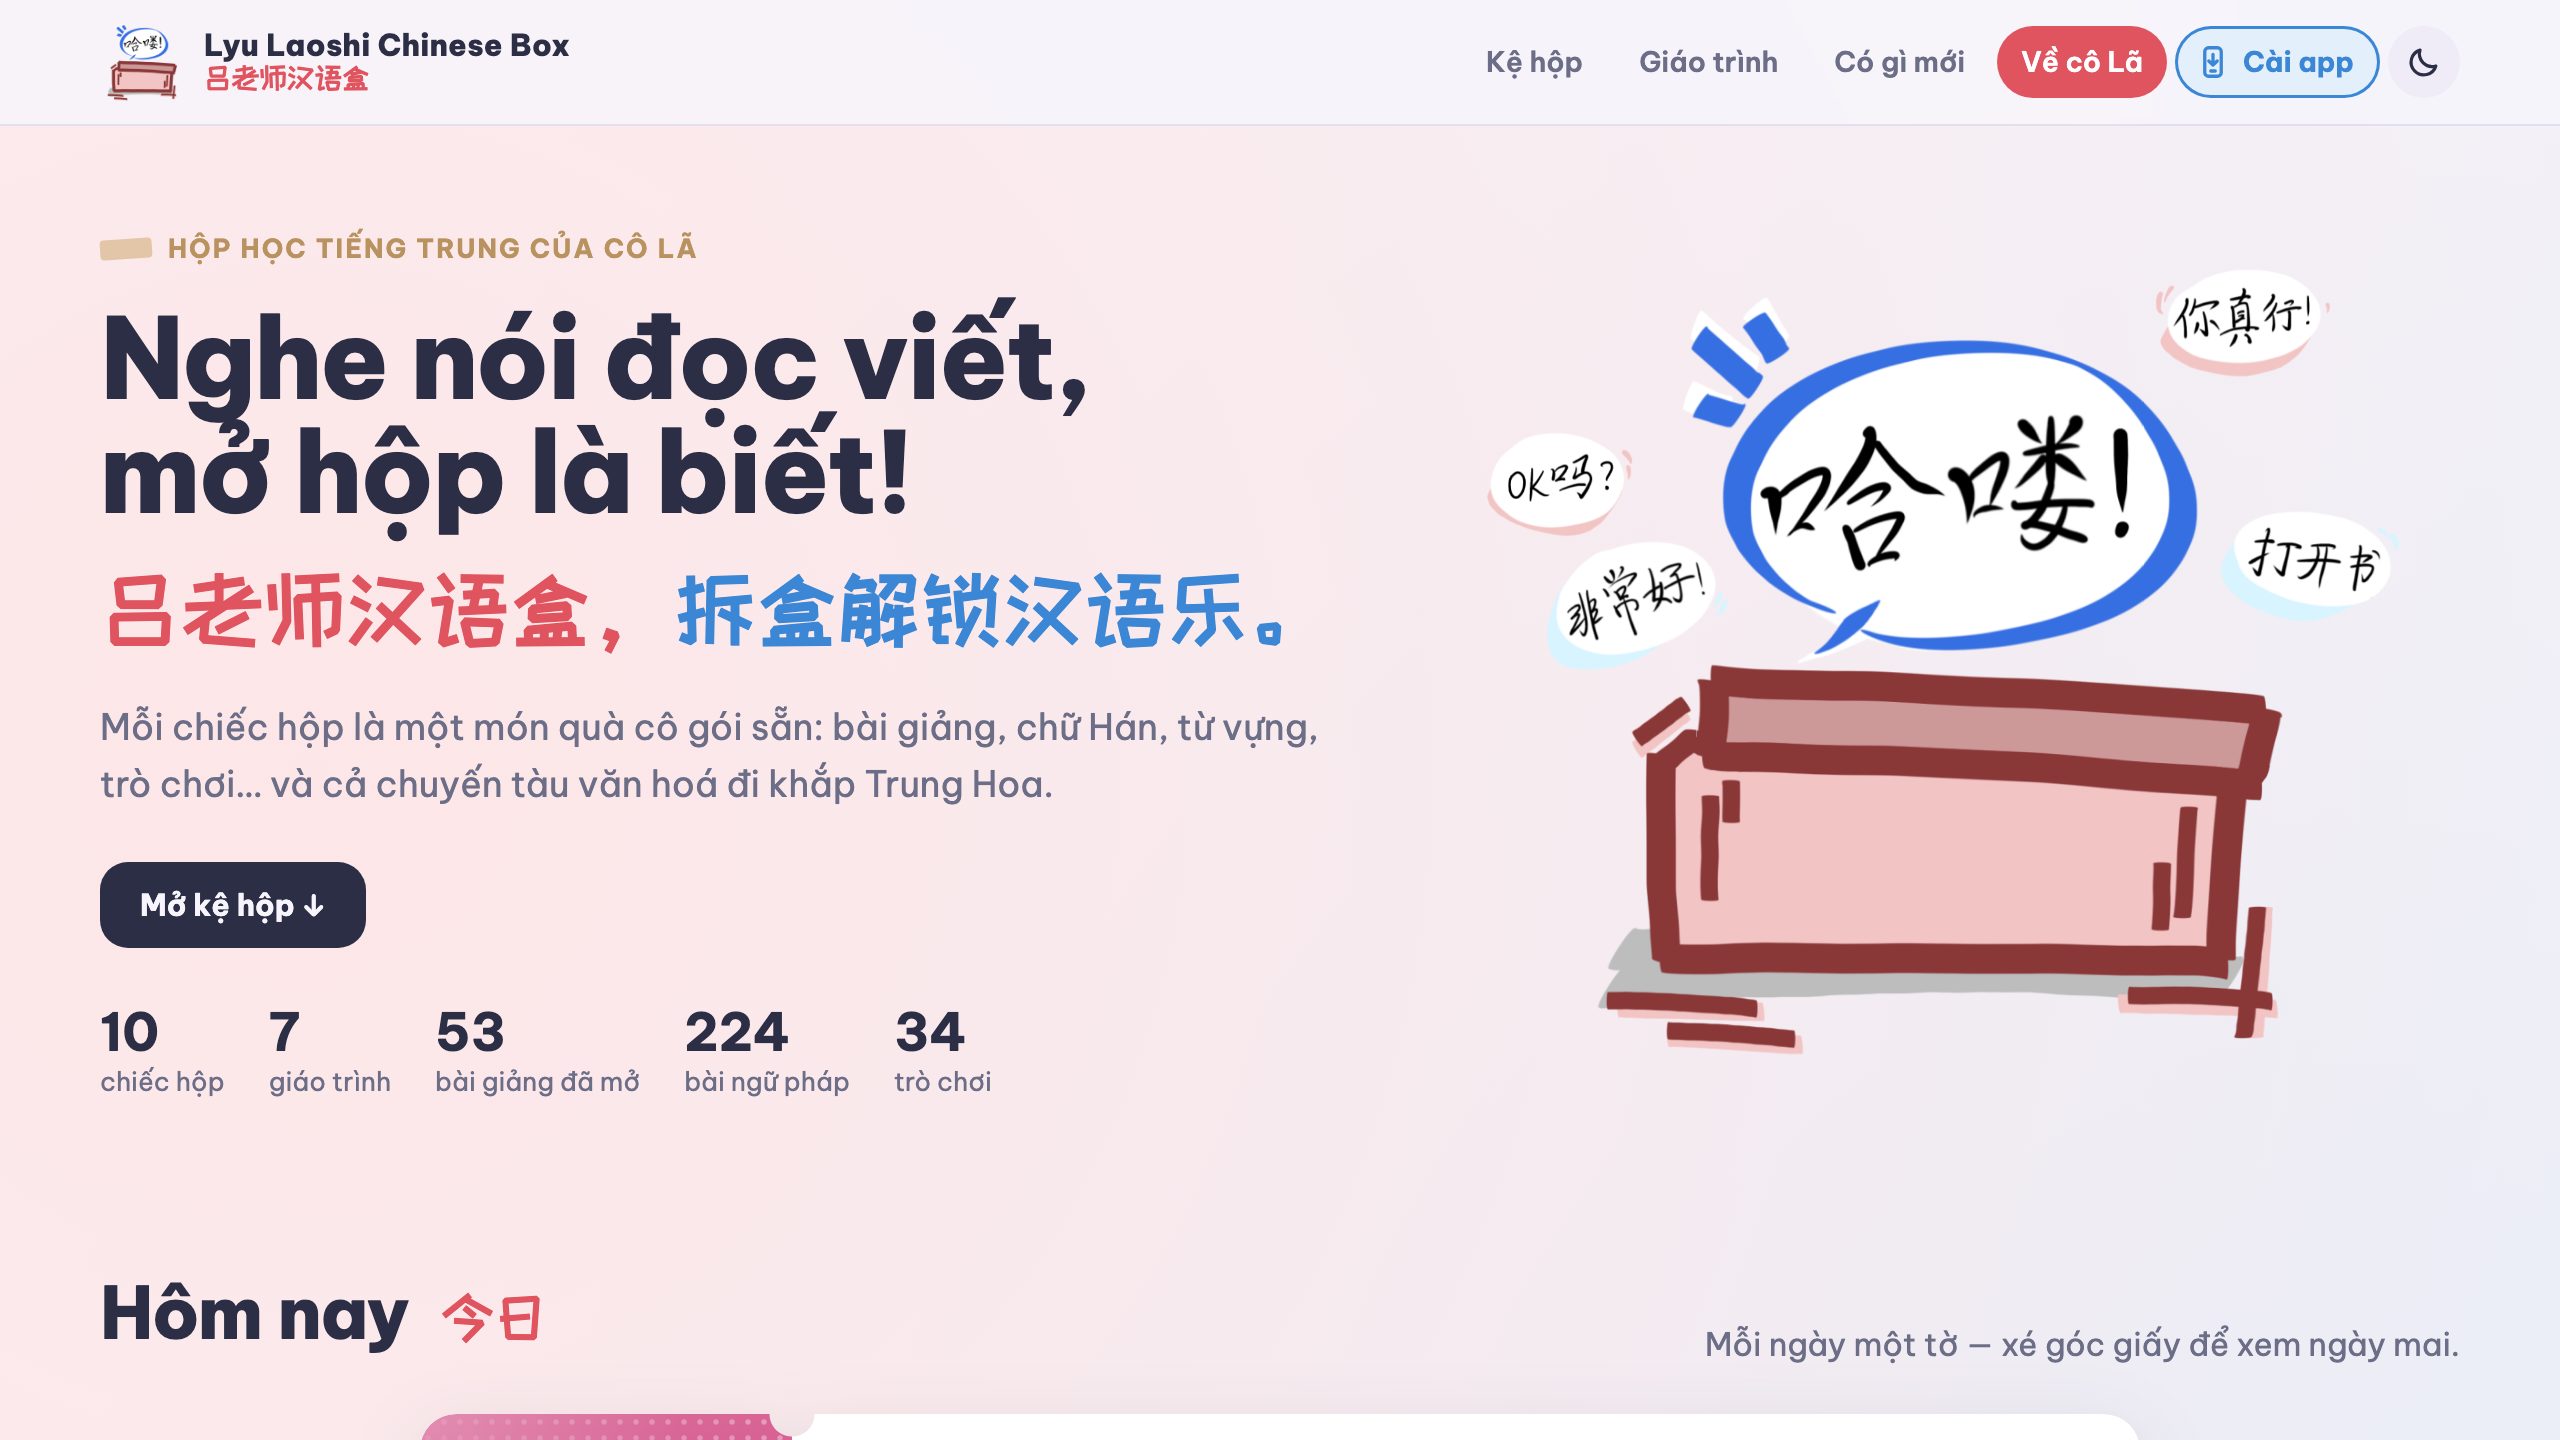 哈喽!
Lyu Laoshi Chinese Box
吕老师汉语盒
Kệ hộp
Giáo trình
Có gì mới
Về cô Lã
Cài app
HỘP HỌC TIẾNG TRUNG CỦA CÔ LÃ
Nghe nói đọc viết,
mở hộp là biết!
吕老师汉语盒，拆盒解锁汉语乐。
Mỗi chiếc hộp là một món quà cô gói sẵn: bài giảng, chữ Hán, từ vựng,
trò chơi... và cả chuyến tàu văn hoá đi khắp Trung Hoa.
Mở kệ hộp ↓
10
chiếc hộp
7
giáo trình
53
bài giảng đã mở
224
bài ngữ pháp
34
trò chơi
你真行!
哈喽!
OK吗?
非常好!
打开书
Hôm nay 今日
Mỗi ngày một tờ — xé góc giấy để xem ngày mai.